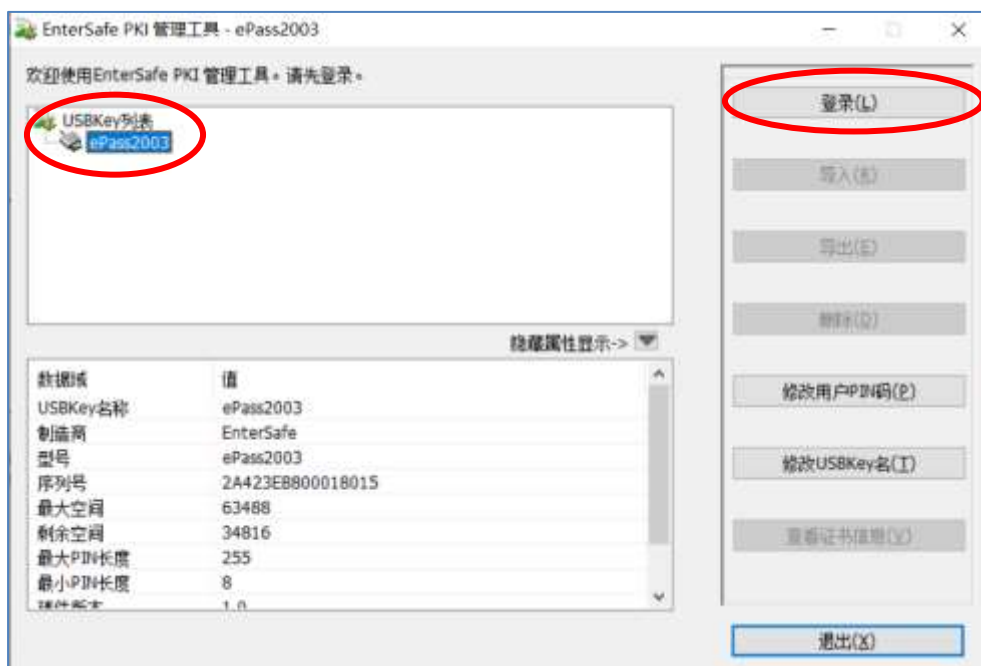 EnterSafe PKI 管理工具 - ePass2003
欢迎使用EnterSafe PKI 管理工具。请先登录。
USBKey列表
ePass2003
登录(L)
导入(R)
导出(E)
删除(D)
隐藏属性显示->
数据域 值
USBKey名称 ePass2003
制造商 EnterSafe
型号 ePass2003
序列号 2A423EB800018015
最大空间 63488
剩余空间 34816
最大PIN长度 255
最小PIN长度 8
硬件版本 1.0
修改用户PIN码(P)
修改USBKey名(T)
查看证书信息(V)
退出(X)